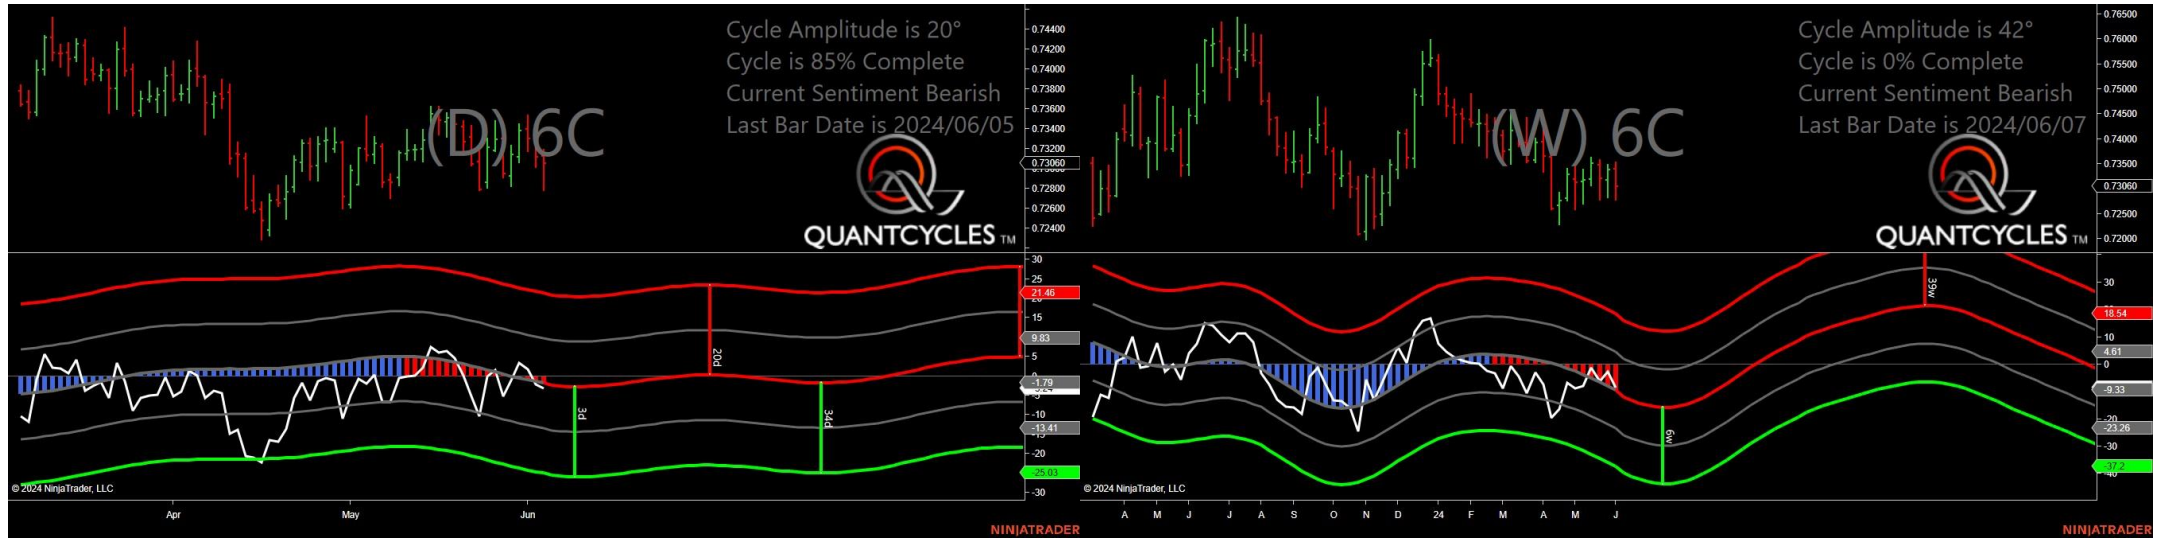 Cycle Amplitude is 20°
Cycle is 85% Complete
Current Sentiment Bearish
Last Bar Date is 2024/06/05
(D) 6C
QUANTCYCLES TM
0.74400
0.74200
0.74000
0.73800
0.73600
0.73400
0.73200
0.73060
0.72800
0.72600
0.72400
30
25
21.46
15
9.83
5
0
-1.79
-10
-13.41
-20
-25.03
-30
3d
20d
34d
© 2024 NinjaTrader, LLC
Apr May Jun
NINJATRADER
Cycle Amplitude is 42°
Cycle is 0% Complete
Current Sentiment Bearish
Last Bar Date is 2024/06/07
(W) 6C
QUANTCYCLES TM
0.76500
0.76000
0.75500
0.75000
0.74500
0.74000
0.73500
0.73060
0.72500
0.72000
30
18.54
10
4.61
0
-9.33
-20
-23.26
-30
-37.2
6w
39w
© 2024 NinjaTrader, LLC
A M J J A S O N D 24 F M A M J
NINJATRADER